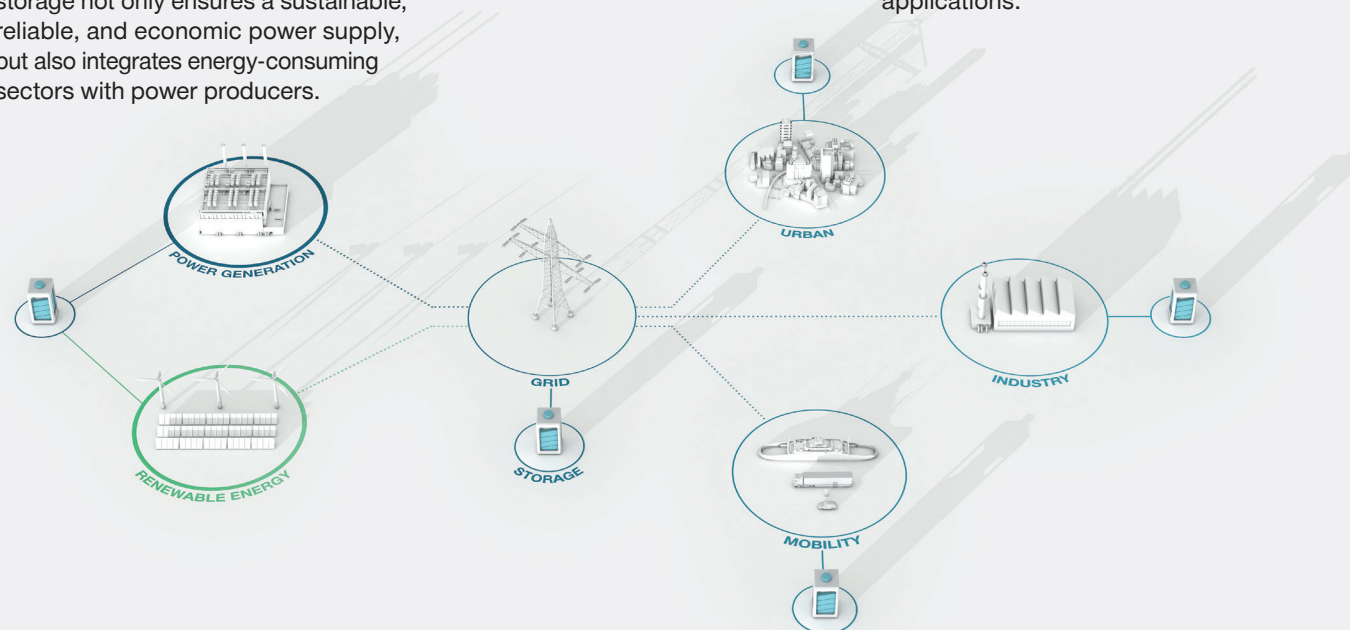 storage not only ensures a sustainable,
reliable, and economic power supply,
but also integrates energy-consuming
sectors with power producers.
applications.
URBAN
POWER GENERATION
GRID
INDUSTRY
STORAGE
RENEWABLE ENERGY
MOBILITY